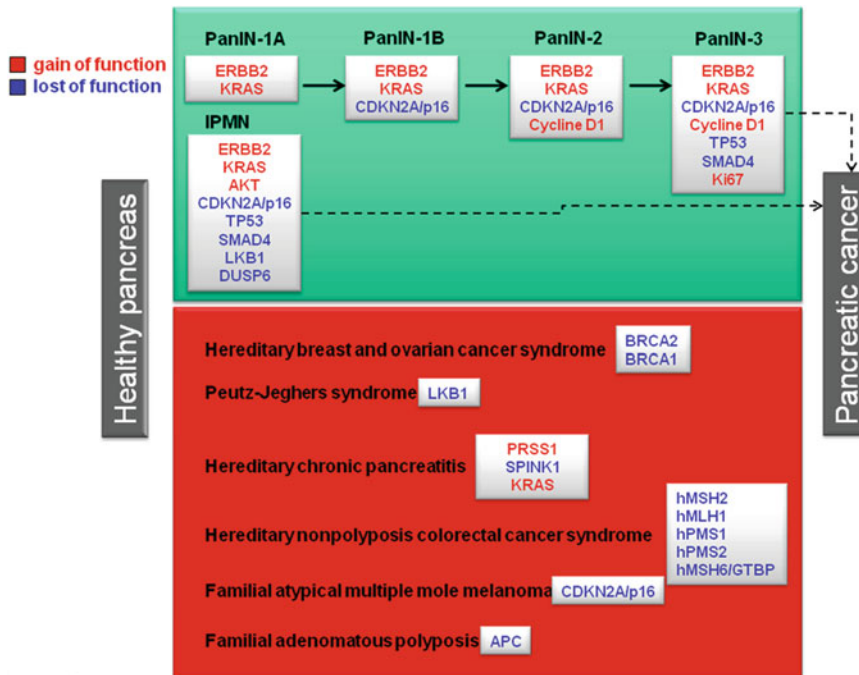 gain of function
lost of function
Healthy pancreas
PanIN-1A
ERBB2
KRAS
PanIN-1B
ERBB2
KRAS
CDKN2A/p16
PanIN-2
ERBB2
KRAS
CDKN2A/p16
Cycline D1
PanIN-3
ERBB2
KRAS
CDKN2A/p16
Cycline D1
TP53
SMAD4
Ki67
IPMN
ERBB2
KRAS
AKT
CDKN2A/p16
TP53
SMAD4
LKB1
DUSP6
Hereditary breast and ovarian cancer syndrome
BRCA2
BRCA1
Peutz-Jeghers syndrome
LKB1
Hereditary chronic pancreatitis
PRSS1
SPINK1
KRAS
Hereditary nonpolyposis colorectal cancer syndrome
hMSH2
hMLH1
hPMS1
hPMS2
hMSH6/GTBP
Familial atypical multiple mole melanoma
CDKN2A/p16
Familial adenomatous polyposis
APC
Pancreatic cancer